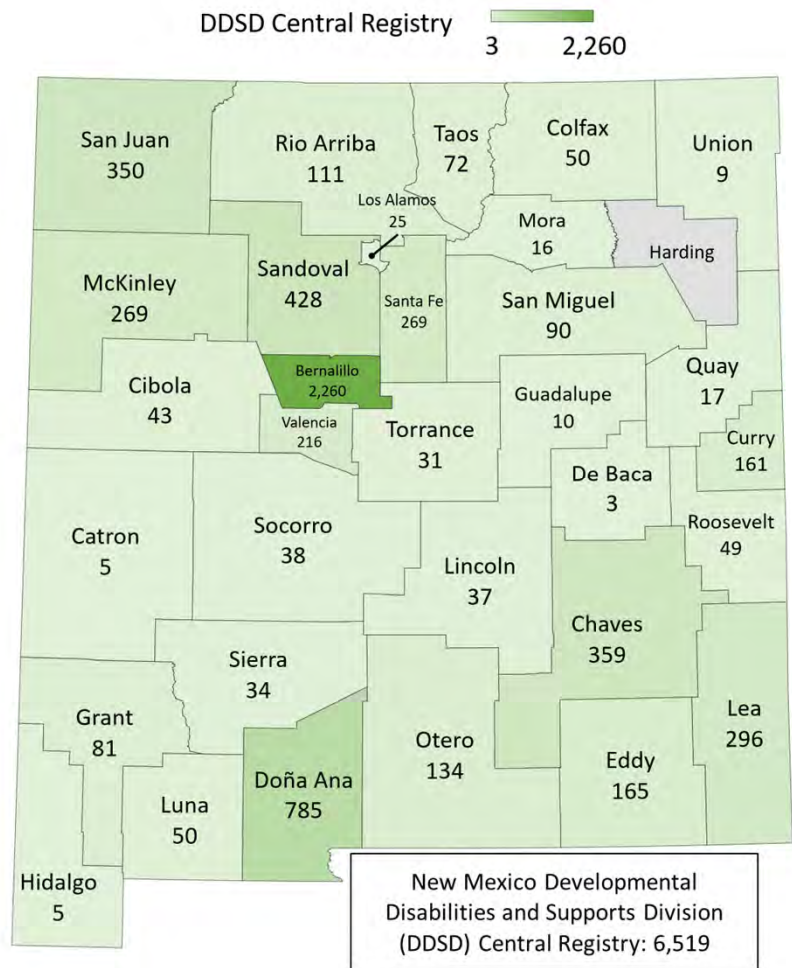 DDSD Central Registry
3 2,260
San Juan
350
Rio Arriba
111
Taos
72
Colfax
50
Union
9
Los Alamos
25
Mora
16
Harding
McKinley
269
Sandoval
428
Santa Fe
269
San Miguel
90
Quay
17
Cibola
43
Bernalillo
2,260
Valencia
216
Torrance
31
Guadalupe
10
Curry
161
De Baca
3
Roosevelt
49
Catron
5
Socorro
38
Lincoln
37
Chaves
359
Sierra
34
Grant
81
Lea
296
Otero
134
Eddy
165
Doña Ana
785
Luna
50
Hidalgo
5
New Mexico Developmental
Disabilities and Supports Division
(DDSD) Central Registry: 6,519